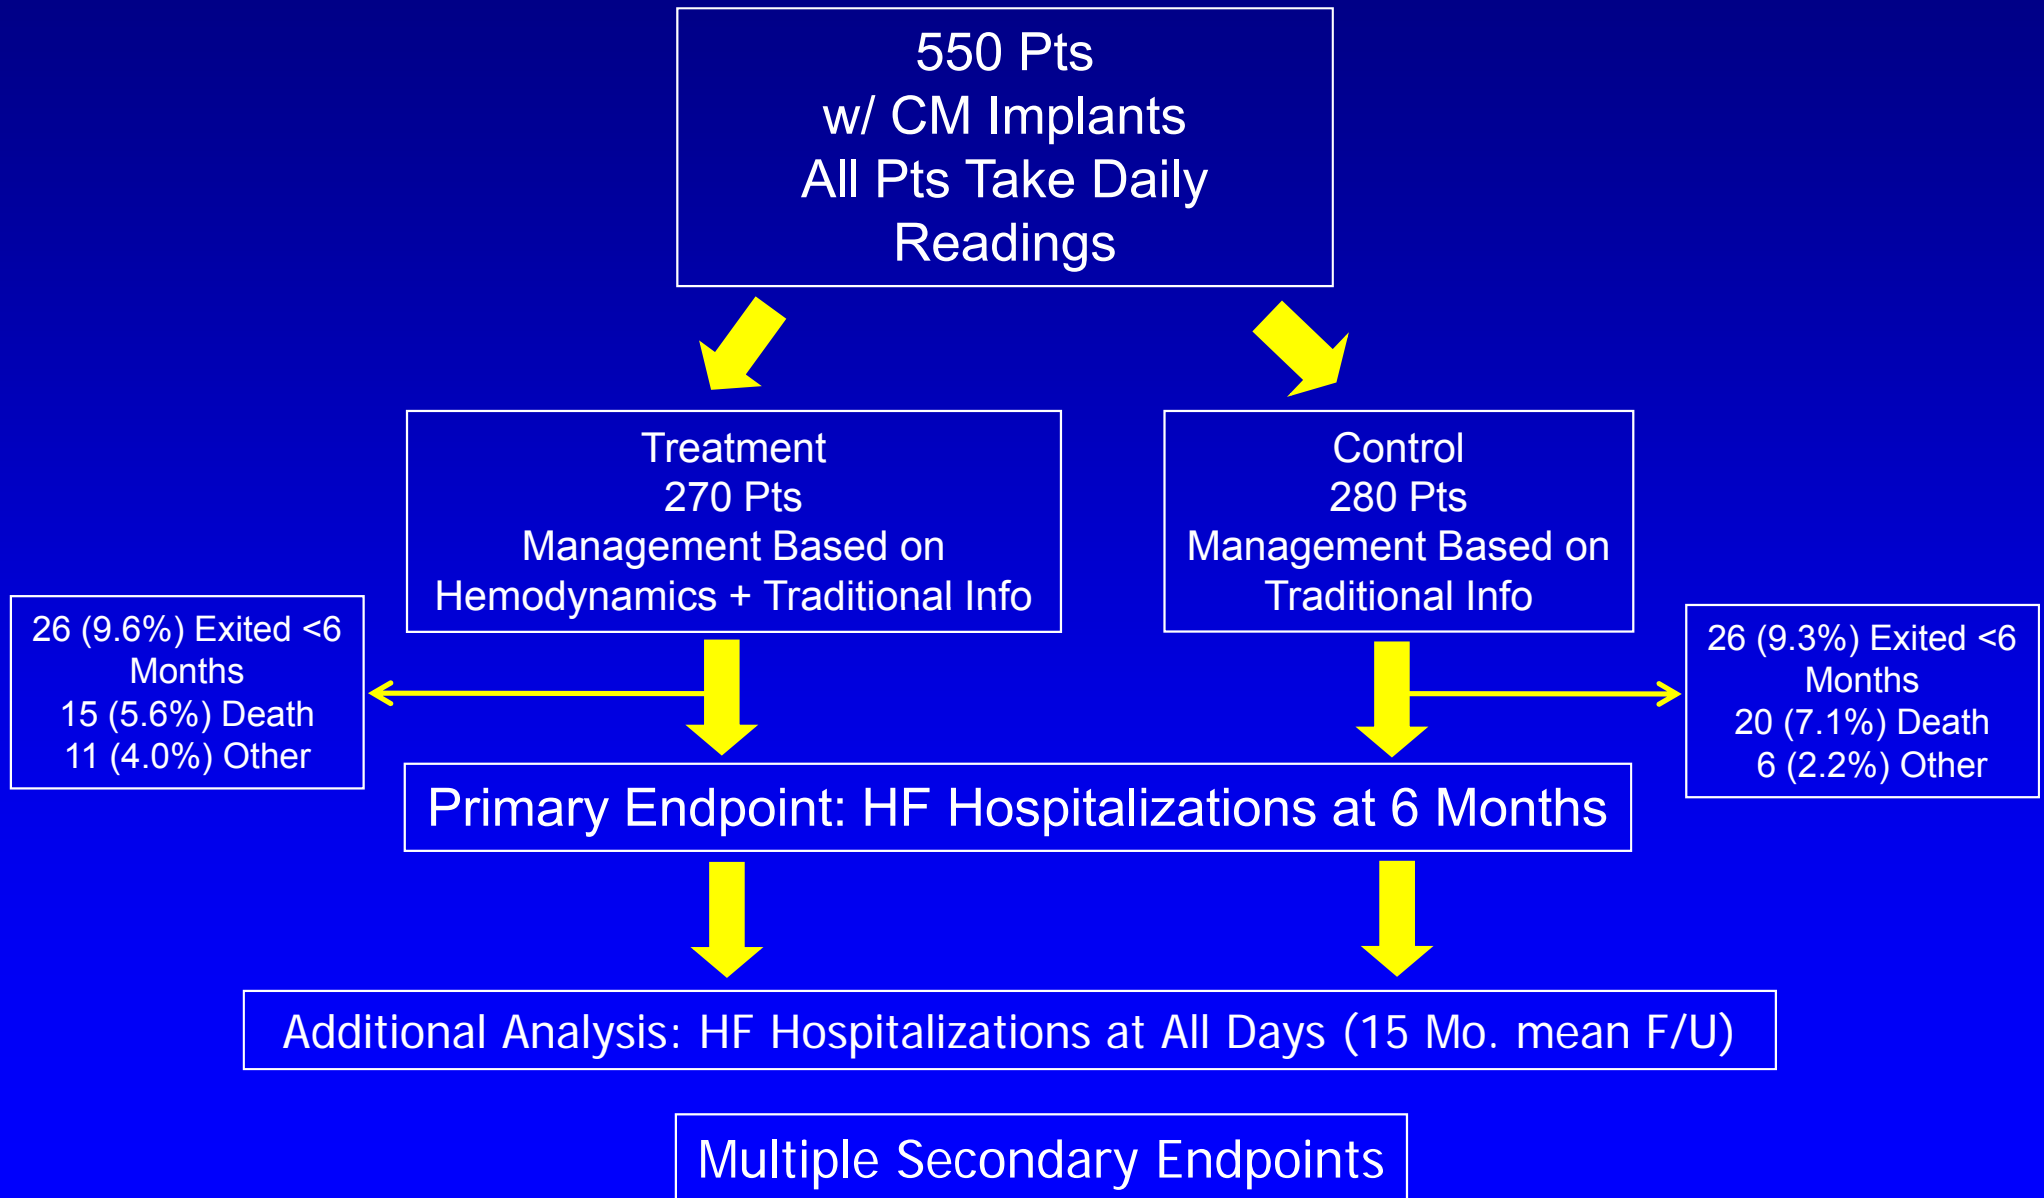 550 Pts
w/ CM Implants
All Pts Take Daily
Readings
Treatment
270 Pts
Management Based on
Hemodynamics + Traditional Info
Control
280 Pts
Management Based on
Traditional Info
26 (9.6%) Exited <6
Months
15 (5.6%) Death
11 (4.0%) Other
26 (9.3%) Exited <6
Months
20 (7.1%) Death
6 (2.2%) Other
Primary Endpoint: HF Hospitalizations at 6 Months
Additional Analysis: HF Hospitalizations at All Days (15 Mo. mean F/U)
Multiple Secondary Endpoints